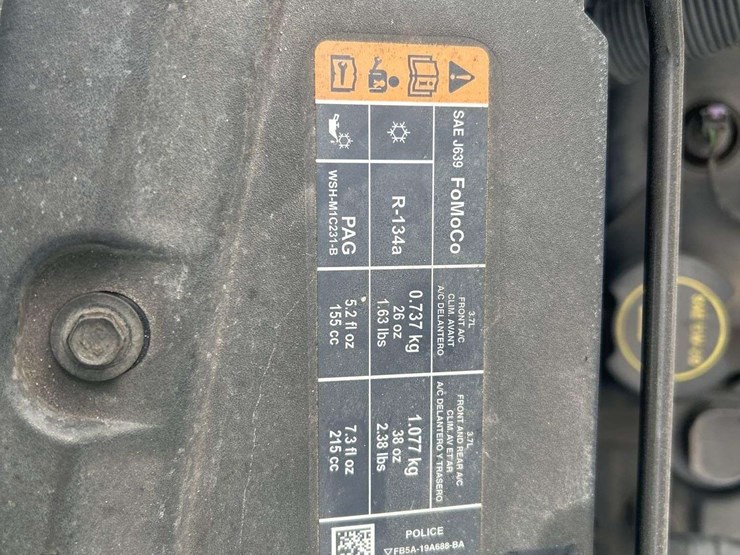 SAE J639 FoMoCo
3.7L
FRONT A/C
CLIM. AVANT
A/C DELANTERO
3.7L
FRONT AND REAR A/C
CLIM. AV ET AR
A/C DELANTERO Y TRASERO
POLICE
FB5A-19A688-BA
R-134a
0.737 kg
26 oz
1.63 lbs
1.077 kg
38 oz
2.38 lbs
PAG
WSH-M1C231-B
5.2 fl oz
155 cc
7.3 fl oz
215 cc